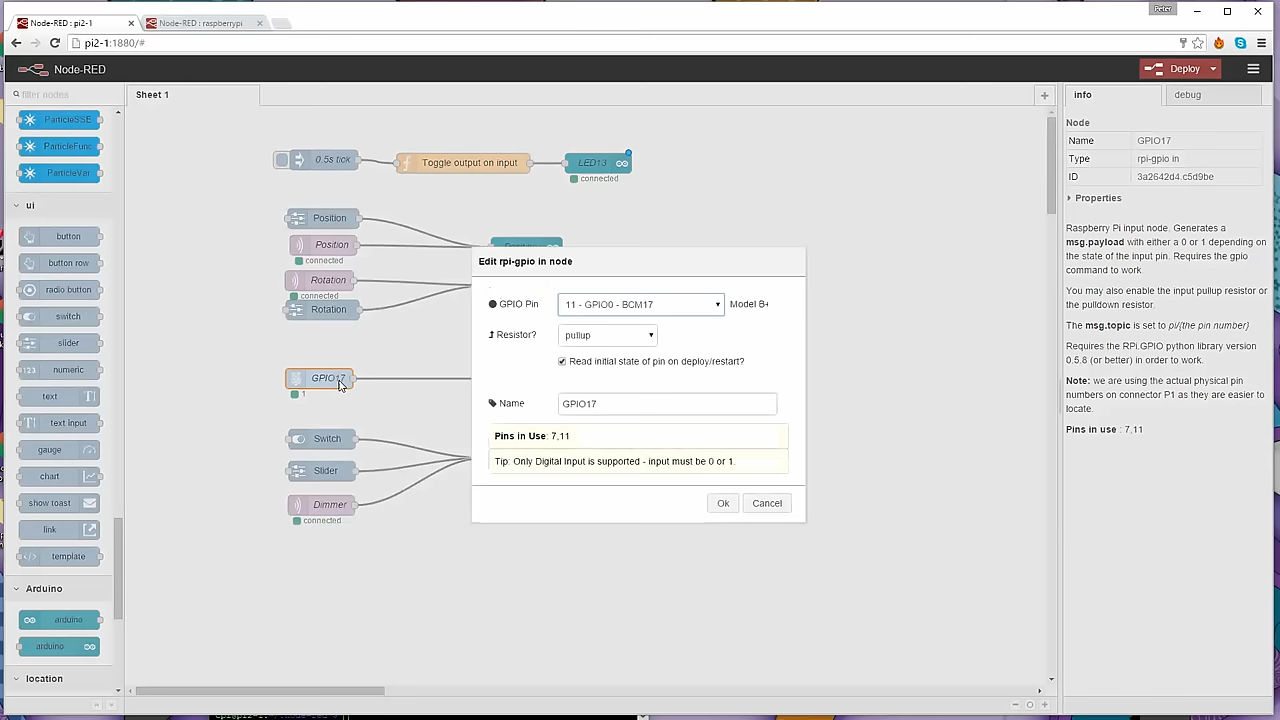 Peter
Node-RED : pi2-1
Node-RED : raspberrypi
pi2-1:1880/#
Node-RED
Deploy
filter nodes
Sheet 1
info
debug
ParticleSSE
ParticleFunc
ParticleVar
ui
button
button row
radio button
switch
slider
123
numeric
text
text input
gauge
chart
show toast
link
template
Arduino
arduino
arduino
location
0.5s tick
Toggle output on input
LED13
connected
Position
Position
connected
Rotation
connected
Rotation
GPIO17
1
Switch
Slider
Dimmer
connected
Edit rpi-gpio in node
GPIO Pin
11 - GPIO0 - BCM17
Model B+
Resistor?
pullup
Read initial state of pin on deploy/restart?
Name
GPIO17
Pins in Use: 7,11
Tip: Only Digital Input is supported - input must be 0 or 1.
Ok
Cancel
Node
Name
GPIO17
Type
rpi-gpio in
ID
3a2642d4.c5d9be
Properties
Raspberry Pi input node. Generates a
msg.payload with either a 0 or 1 depending on
the state of the input pin. Requires the gpio
command to work
You may also enable the input pullup resistor
or the pulldown resistor.
The msg.topic is set to pi/{the pin number}
Requires the RPi.GPIO python library version
0.5.8 (or better) in order to work.
Note: we are using the actual physical pin
numbers on connector P1 as they are easier to
locate.
Pins in use : 7,11